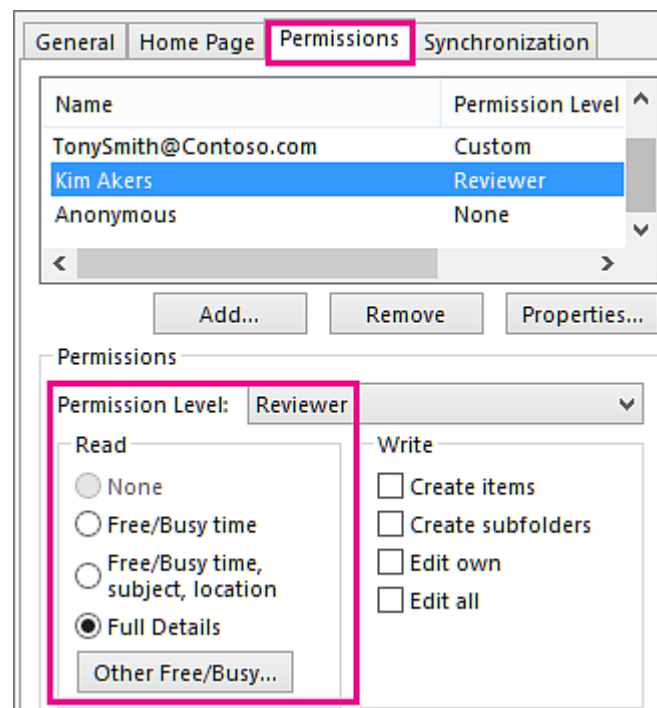 General Home Page Permissions Synchronization
Name Permission Level
TonySmith@Contoso.com Custom
Kim Akers Reviewer
Anonymous None
Add... Remove Properties...
Permissions
Permission Level: Reviewer
Read
None
Free/Busy time
Free/Busy time,
subject, location
Full Details
Other Free/Busy...
Write
Create items
Create subfolders
Edit own
Edit all